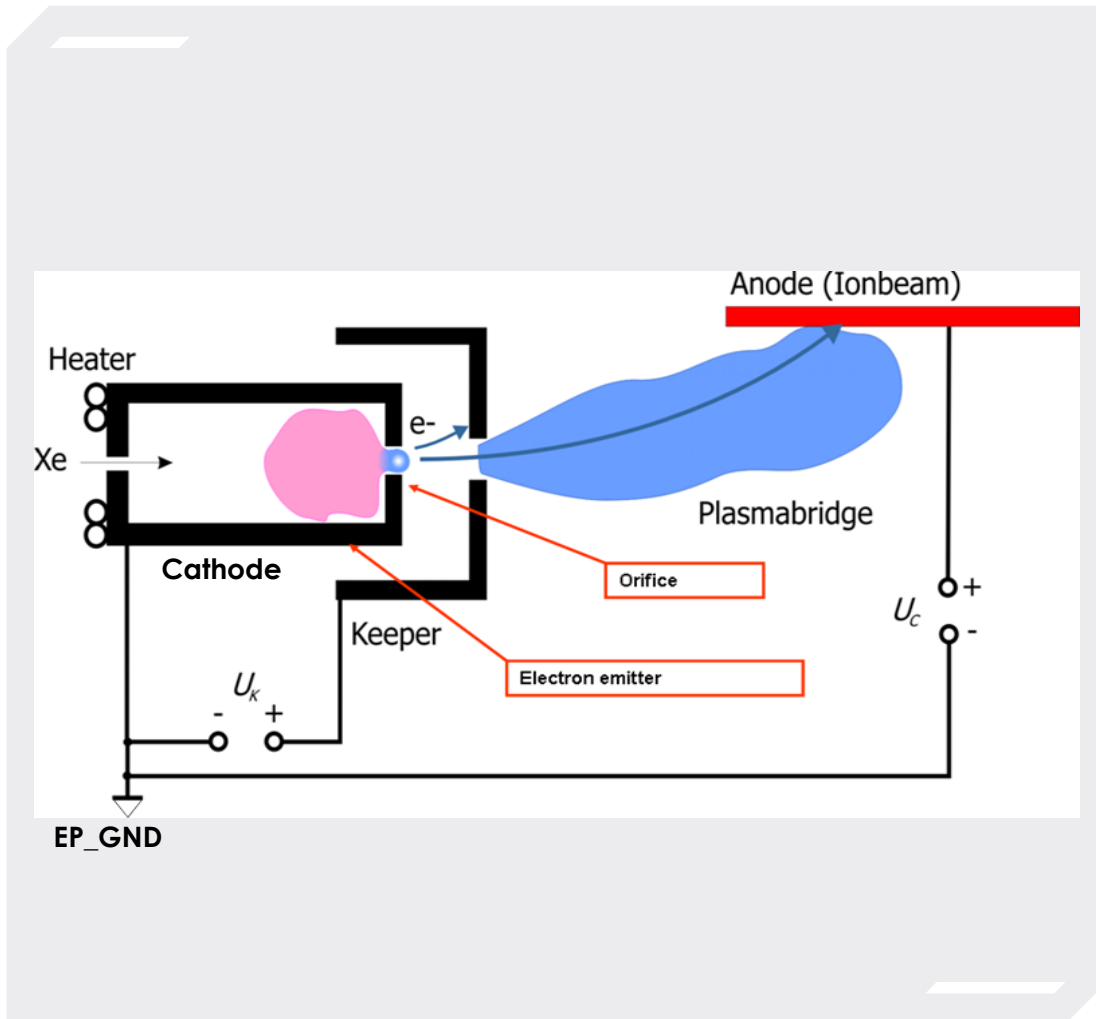 Anode (Ionbeam)
Heater
e-
Xe
Plasmabridge
Cathode
Orifice
+
U_C
-
Keeper
Electron emitter
U_K
- +
EP_GND